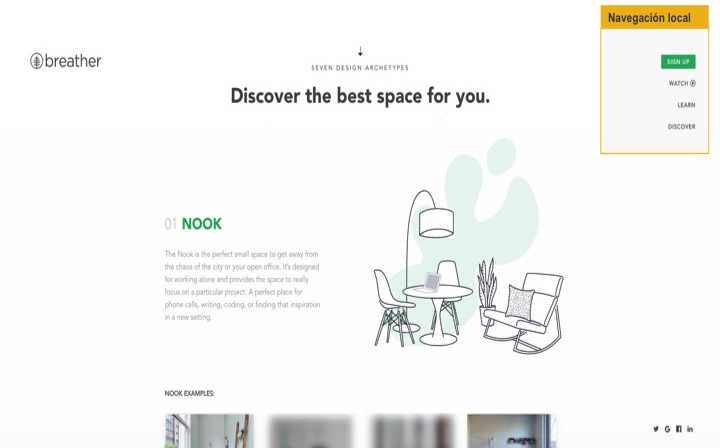 Navegación local
breather
SEVEN DESIGN ARCHETYPES
Discover the best space for you.
SIGN UP
WATCH
LEARN
DISCOVER
01 NOOK
The Nook is the perfect small space to get away from
the chaos of the city or your open office. It's designed
for working alone and provides the space to really
focus on a particular project. A perfect place for
phone calls, writing, coding, or finding that inspiration
in a new setting.
NOOK EXAMPLES: